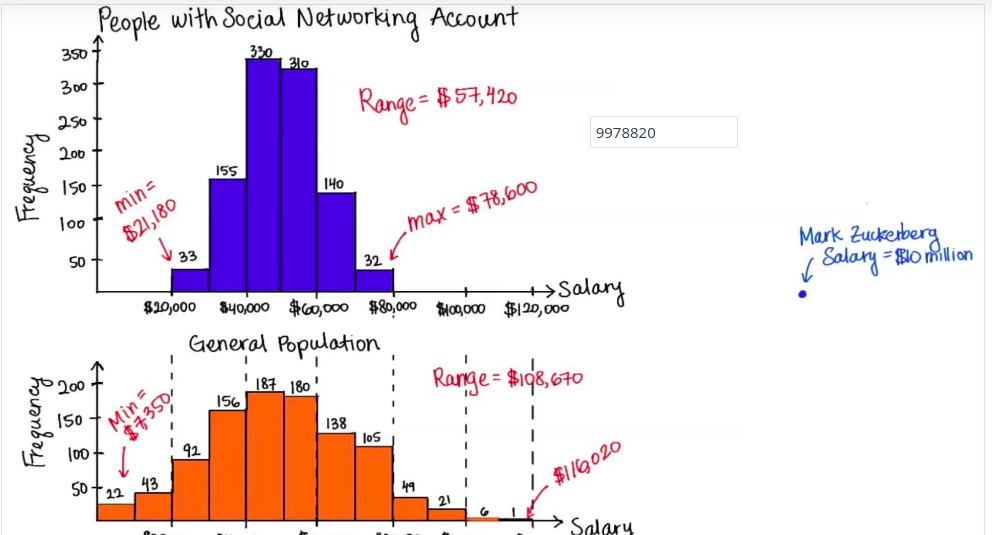 People with Social Networking Account
Frequency
350
300
250
200
150
100
50
33
155
330
310
140
32
min =
$21,180
Range = $57,420
max = $78,600
9978820
Mark Zuckerberg
Salary = $10 million
Salary
$20,000 $40,000 $60,000 $80,000 $100,000 $120,000
General Population
Frequency
200
150
100
50
22
43
92
156
187
180
138
105
49
21
6
1
Min =
$7350
Range = $108,670
$116,020
Salary